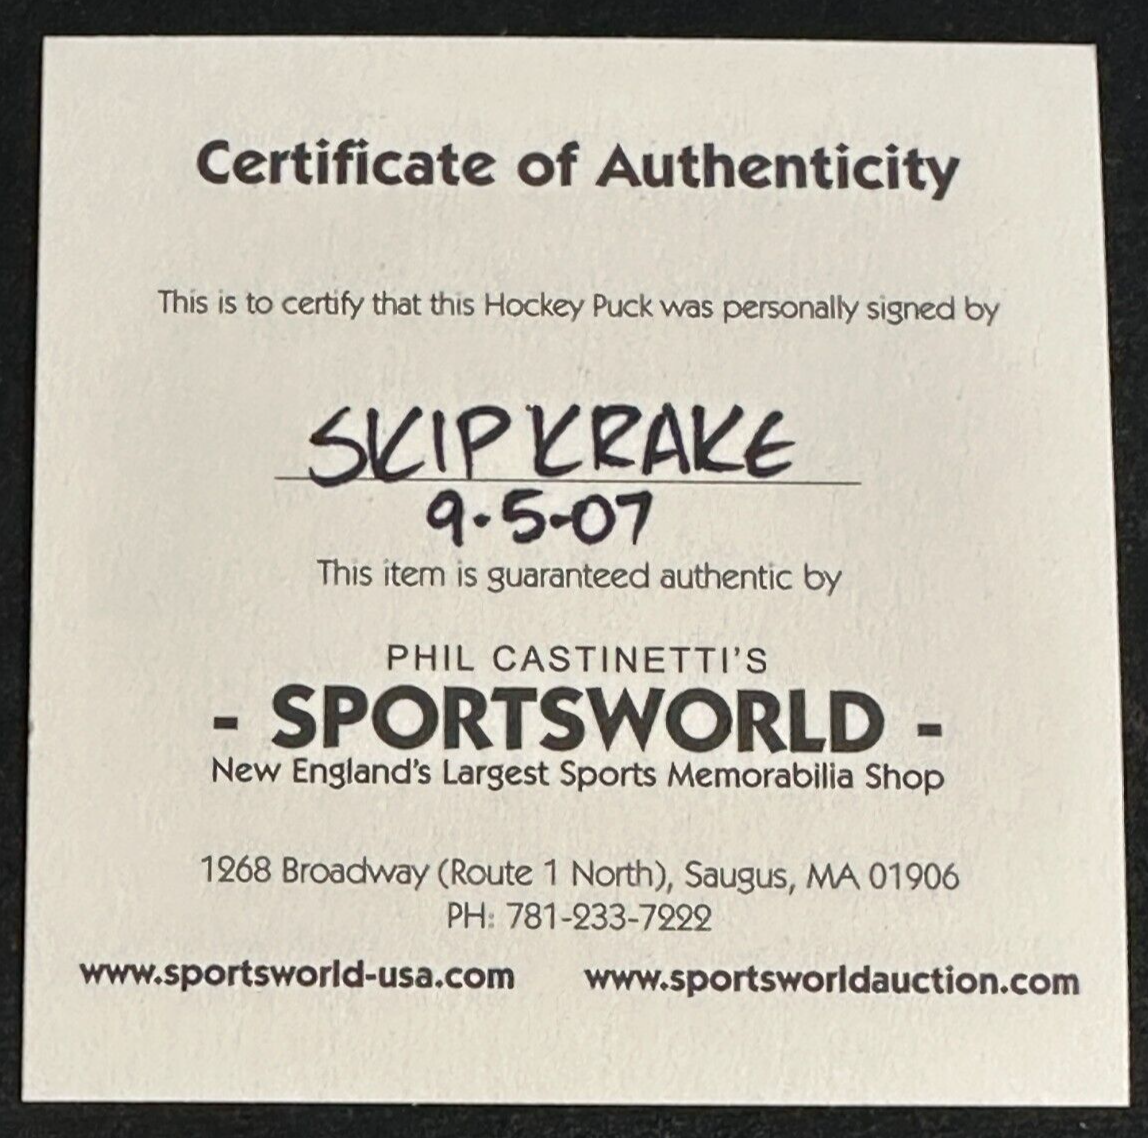 Certificate of Authenticity
This is to certify that this Hockey Puck was personally signed by
SKIP KRAKE
9-5-07
This item is guaranteed authentic by
PHIL CASTINETTI'S
- SPORTSWORLD -
New England's Largest Sports Memorabilia Shop
1268 Broadway (Route 1 North), Saugus, MA 01906
PH: 781-233-7222
www.sportsworld-usa.com www.sportsworldauction.com